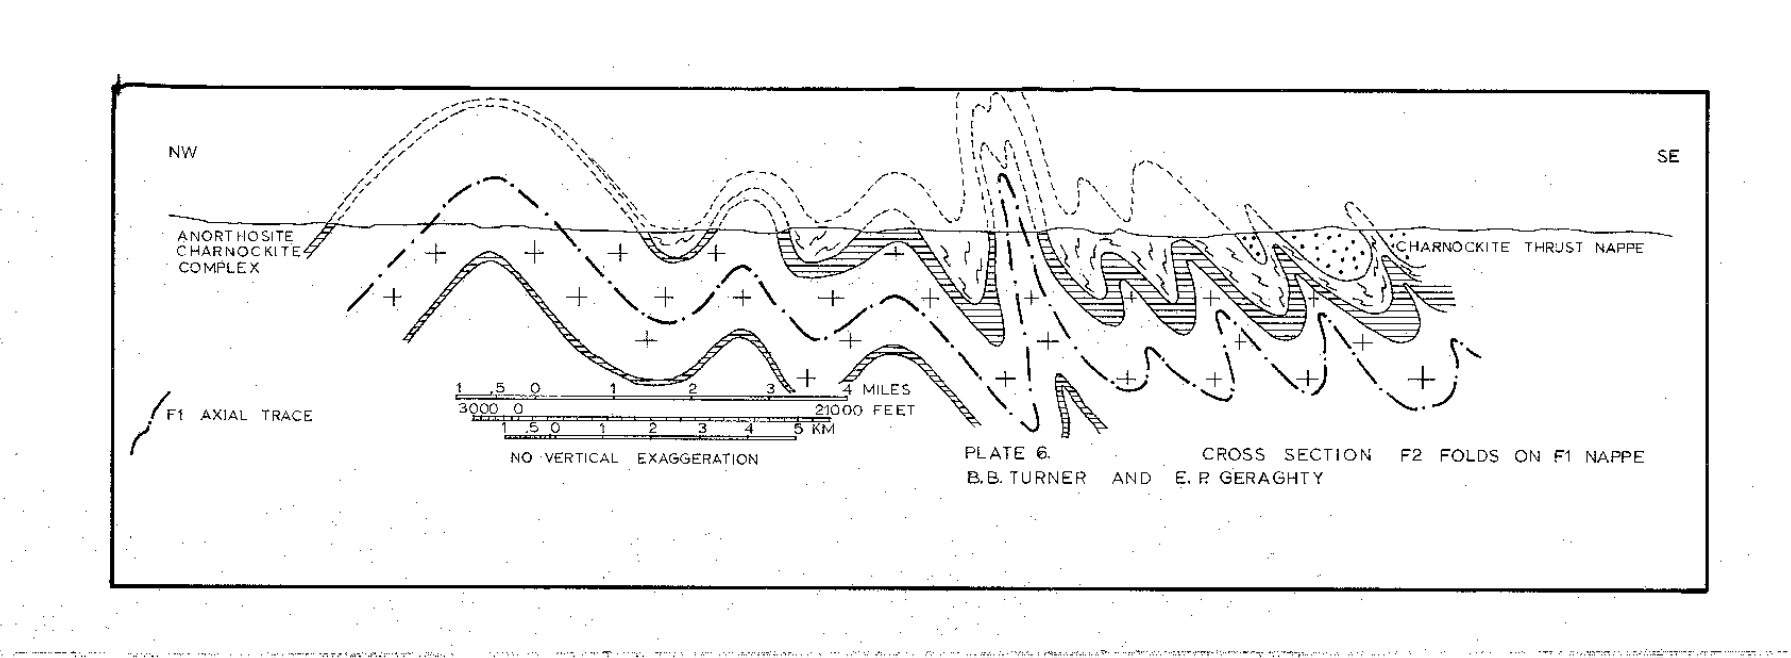 NW
SE
ANORTHOSITE
CHARNOCKITE
COMPLEX
CHARNOCKITE THRUST NAPPE
F1 AXIAL TRACE
1 .5 0 1 2 3 4 MILES
3000 0 21000 FEET
1 .5 0 1 2 3 4 5 KM
NO VERTICAL EXAGGERATION
PLATE 6.
B.B. TURNER AND E. P. GERAGHTY
CROSS SECTION F2 FOLDS ON F1 NAPPE